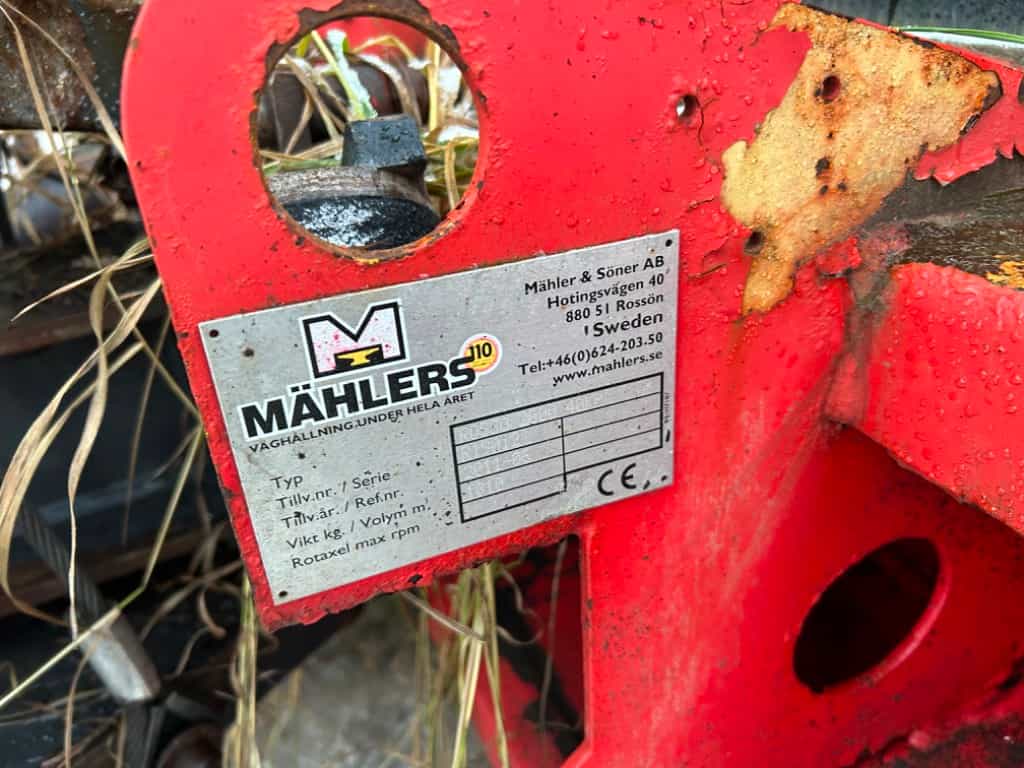 M
MÄHLERS 110
VÄGHÅLLNING UNDER HELA ÅRET
Mähler & Söner AB
Hotingsvägen 40
880 51 Rossön
Sweden
Tel:+46(0)624-203.50
www.mahlers.se
Typ
Tillv.nr. / Serie
Tillv.år. / Ref.nr.
Vikt kg. / Volym m
Rotaxel max rpm
CE